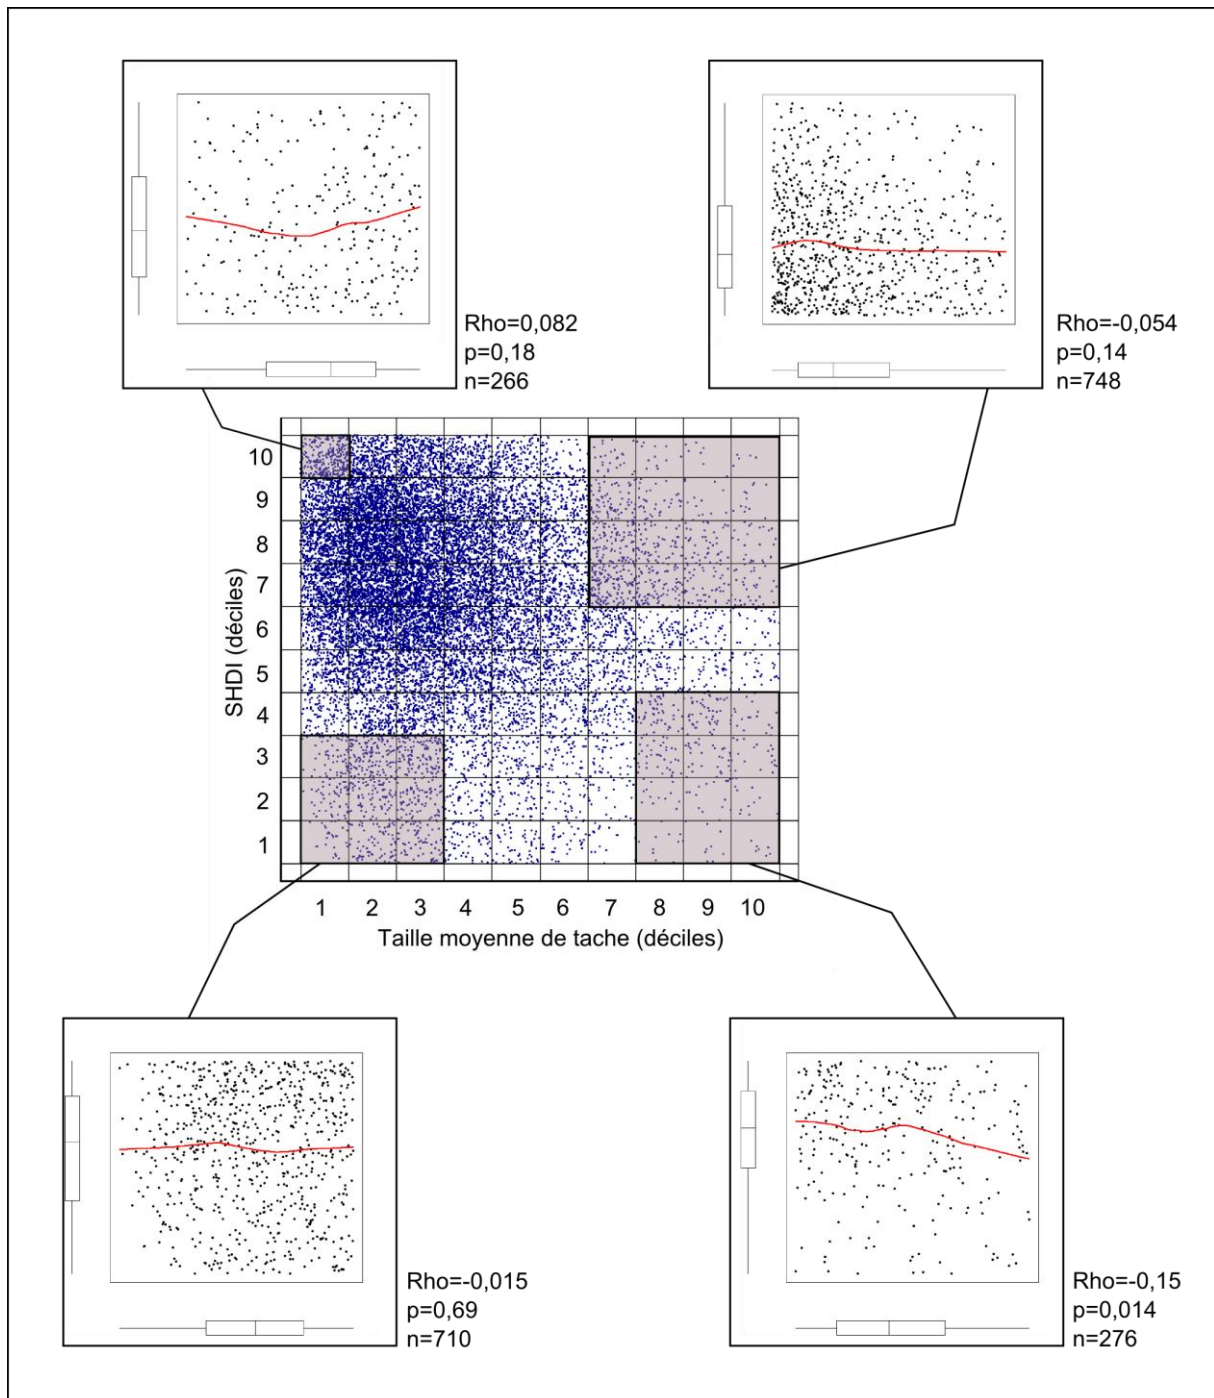 Rho=0,082
p=0,18
n=266
Rho=-0,054
p=0,14
n=748
SHDI (déciles)
10
9
8
7
6
5
4
3
2
1
1 2 3 4 5 6 7 8 9 10
Taille moyenne de tache (déciles)
Rho=-0,015
p=0,69
n=710
Rho=-0,15
p=0,014
n=276